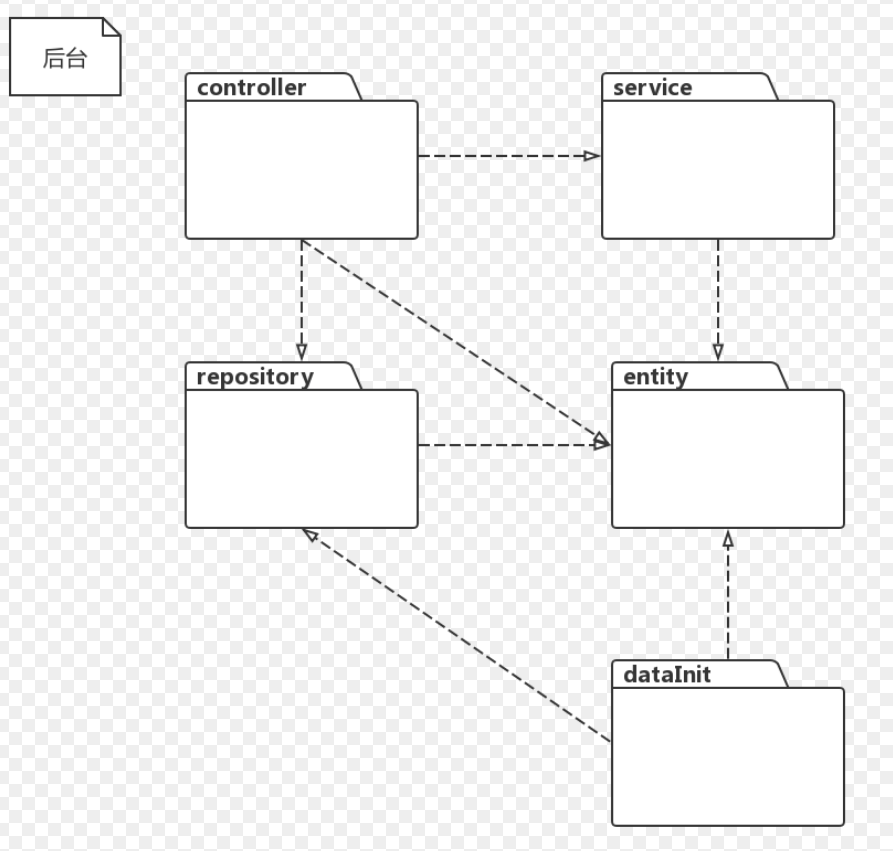 后台
controller
service
repository
entity
dataInit